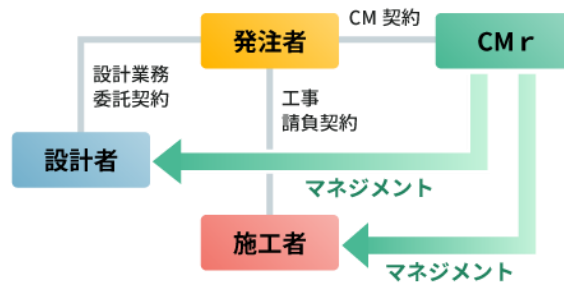 発注者
CM 契約
CMr
設計業務
委託契約
工事
請負契約
設計者
マネジメント
施工者
マネジメント